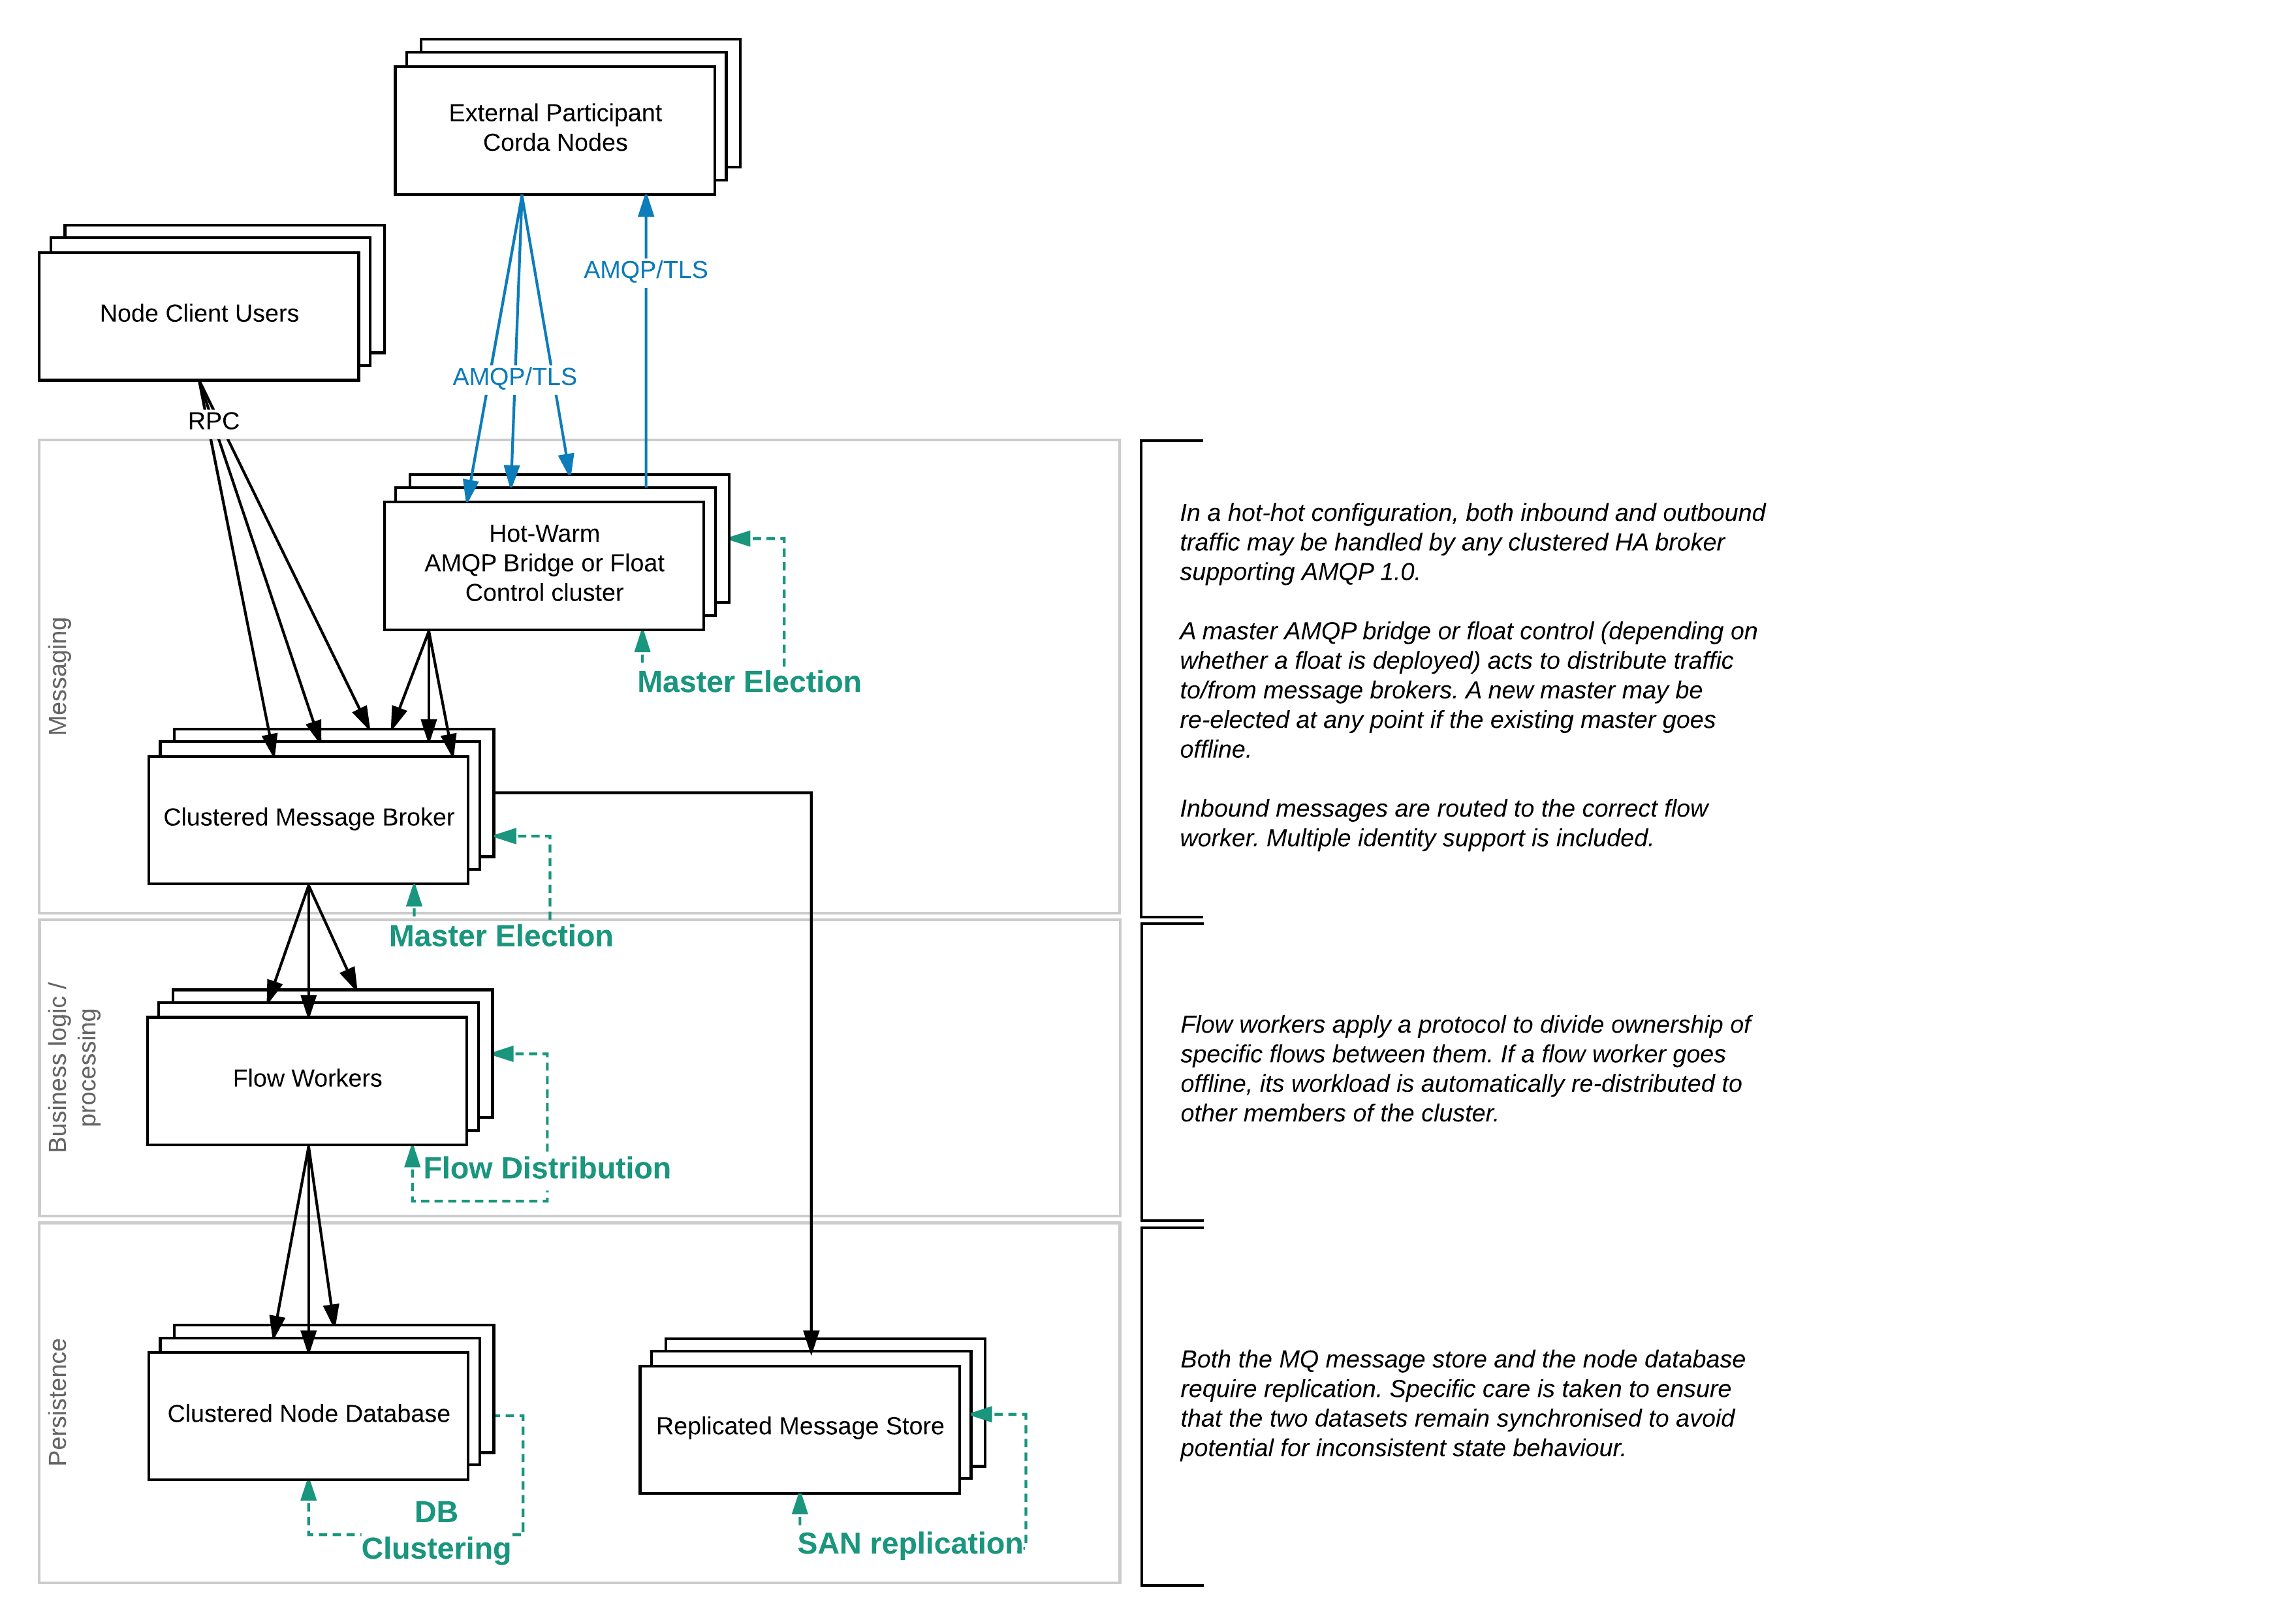 External Participant
Corda Nodes
Node Client Users
AMQP/TLS
AMQP/TLS
RPC
Messaging
Hot-Warm
AMQP Bridge or Float
Control cluster
Master Election
Clustered Message Broker
Master Election
In a hot-hot configuration, both inbound and outbound
traffic may be handled by any clustered HA broker
supporting AMQP 1.0.
A master AMQP bridge or float control (depending on
whether a float is deployed) acts to distribute traffic
to/from message brokers. A new master may be
re-elected at any point if the existing master goes
offline.
Inbound messages are routed to the correct flow
worker. Multiple identity support is included.
Business logic /
processing
Flow Workers
Flow Distribution
Flow workers apply a protocol to divide ownership of
specific flows between them. If a flow worker goes
offline, its workload is automatically re-distributed to
other members of the cluster.
Persistence
Clustered Node Database
DB
Clustering
Replicated Message Store
SAN replication
Both the MQ message store and the node database
require replication. Specific care is taken to ensure
that the two datasets remain synchronised to avoid
potential for inconsistent state behaviour.